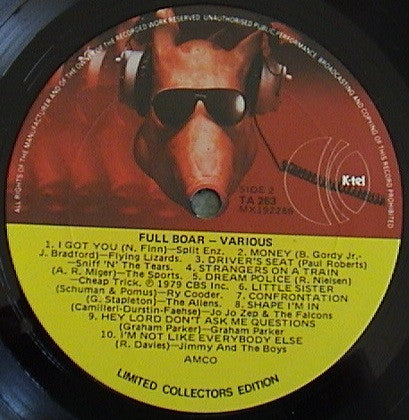 ALL RIGHTS OF THE MANUFACTURER AND OF THE OWNER OF THE RECORDED WORK RESERVED. UNAUTHORISED PUBLIC PERFORMANCE, BROADCASTING AND COPYING OF THIS RECORD PROHIBITED
K-tel
SIDE 2
TA 263
MX192286
FULL BOAR – VARIOUS
1. I GOT YOU (N. Finn)—Split Enz. 2. MONEY (B. Gordy Jr.-
J. Bradford)—Flying Lizards. 3. DRIVER'S SEAT (Paul Roberts)
—Sniff 'N' The Tears. 4. STRANGERS ON A TRAIN
(A. R. Miger)—The Sports. 5. DREAM POLICE (R. Nielsen)
—Cheap Trick. ℗ 1979 CBS Inc. 6. LITTLE SISTER
(Schuman & Pomus)—Ry Cooder. 7. CONFRONTATION
(G. Stapleton)—The Aliens. 8. SHAPE I'M IN
(Camilleri-Durstin-Faehse)—Jo Jo Zep & The Falcons
9. HEY LORD DON'T ASK ME QUESTIONS
(Graham Parker)—Graham Parker
10. I'M NOT LIKE EVERYBODY ELSE
(R. Davies)—Jimmy And The Boys
AMCO
LIMITED COLLECTORS EDITION